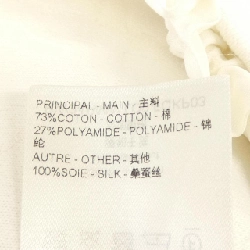 PRINCIPAL - MAIN - 主料
73%COTON - COTTON - 棉
27%POLYAMIDE - POLYAMIDE - 锦
纶
AUTRE - OTHER - 其他
100%SOIE - SILK - 桑蚕丝